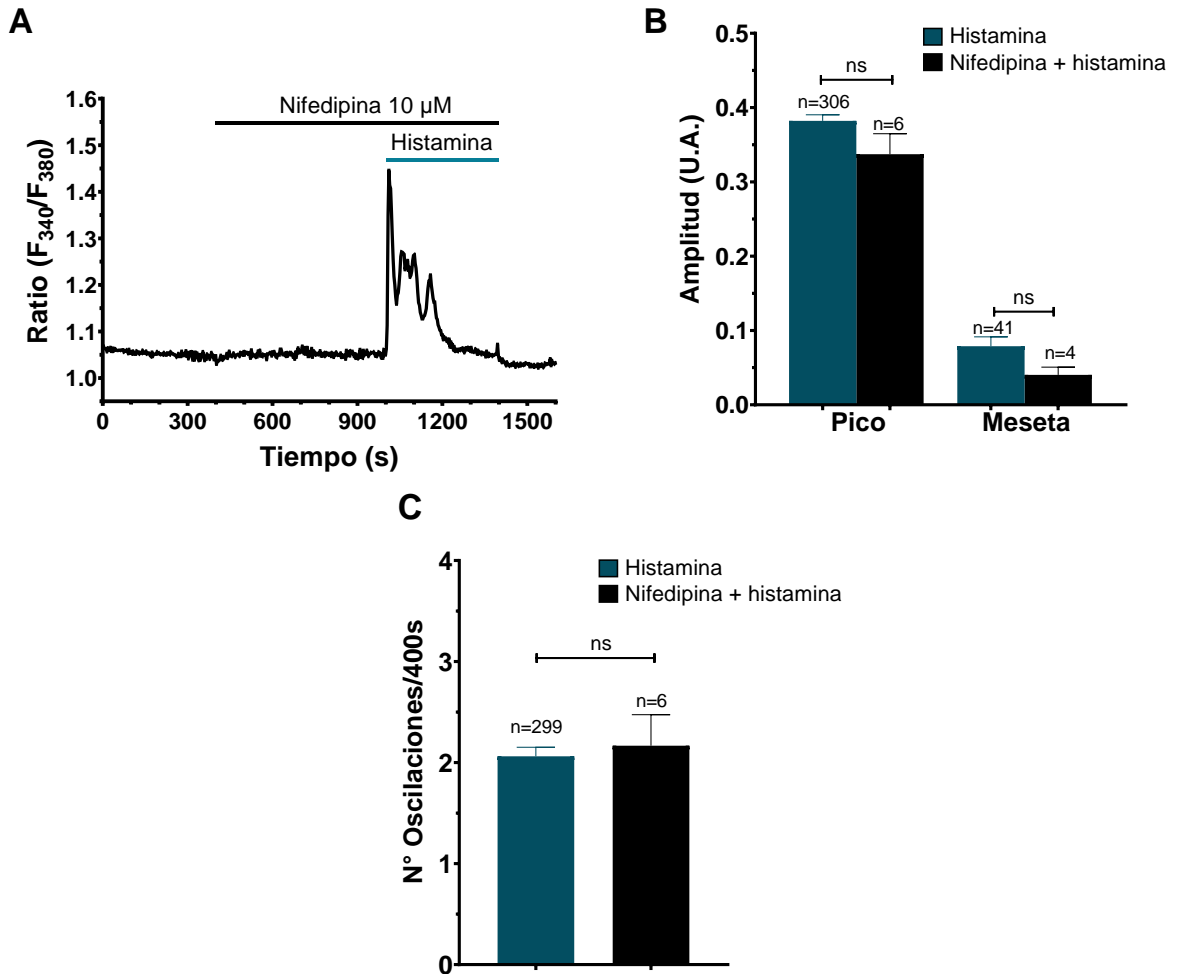 A
Nifedipina 10 µM
Histamina
Ratio (F340/F380)
1.6
1.5
1.4
1.3
1.2
1.1
1.0
0 300 600 900 1200 1500
Tiempo (s)
B
Histamina
Nifedipina + histamina
Amplitud (U.A.)
0.5
0.4
0.3
0.2
0.1
0.0
ns
n=306
n=6
ns
n=41
n=4
Pico Meseta
C
Histamina
Nifedipina + histamina
N° Oscilaciones/400s
4
3
2
1
0
ns
n=299
n=6